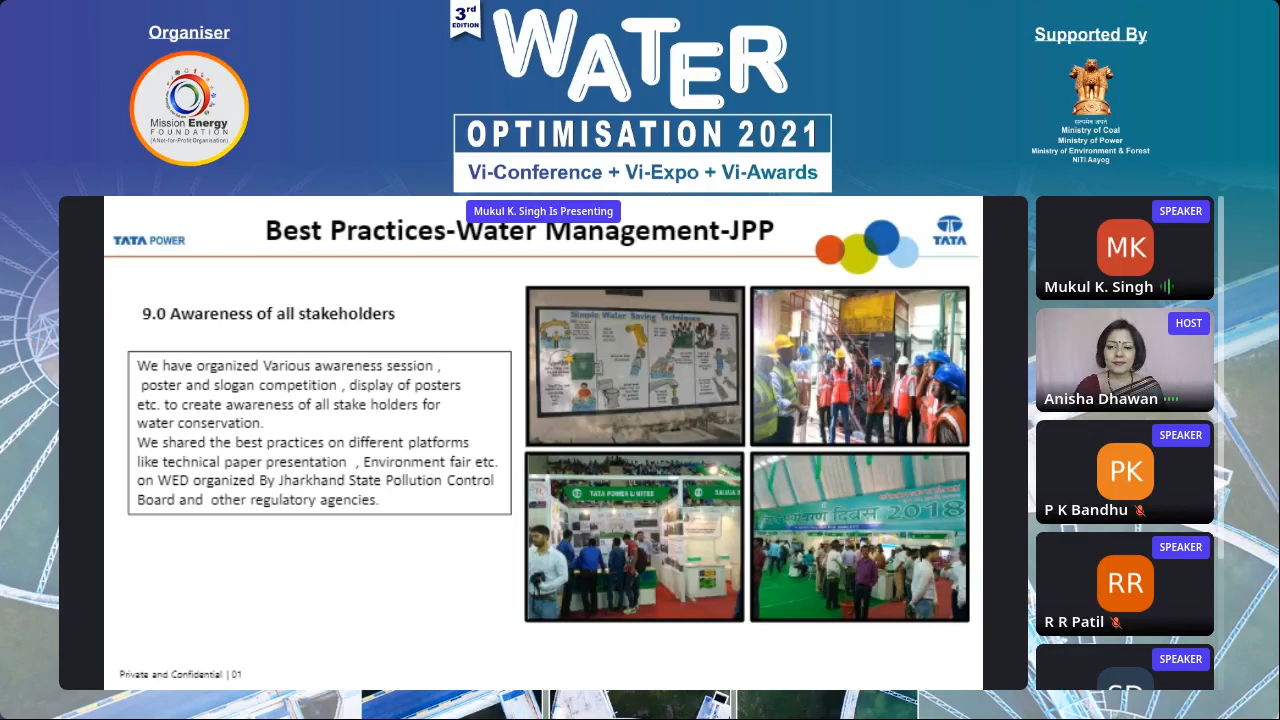 Organiser
Mission Energy
FOUNDATION
(A Not-for-Profit Organisation)
3rd
EDITION
WATER
OPTIMISATION 2021
Vi-Conference + Vi-Expo + Vi-Awards
Supported By
सत्यमेव जयते
Ministry of Coal
Ministry of Power
Ministry of Environment & Forest
NITI Aayog
Mukul K. Singh Is Presenting
TATA POWER
Best Practices-Water Management-JPP
TATA
9.0 Awareness of all stakeholders
We have organized Various awareness session ,
poster and slogan competition , display of posters
etc. to create awareness of all stake holders for
water conservation.
We shared the best practices on different platforms
like technical paper presentation , Environment fair etc.
on WED organized By Jharkhand State Pollution Control
Board and other regulatory agencies.
Simple Water Saving Techniques
TATA POWER LIMITED
दिवस 2018
Private and Confidential | 01
SPEAKER
MK
Mukul K. Singh
HOST
Anisha Dhawan
SPEAKER
PK
P K Bandhu
SPEAKER
RR
R R Patil
SPEAKER